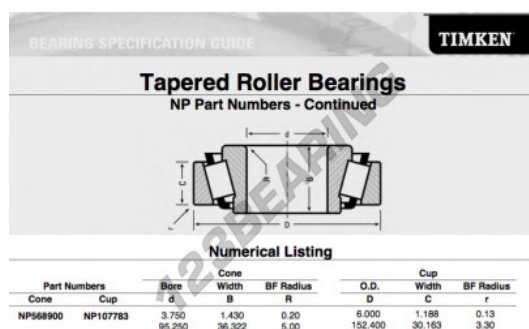 BEARING SPECIFICATION GUIDE
TIMKEN
Tapered Roller Bearings
NP Part Numbers - Continued
d
C
R
B
r
D
123BEARING
Numerical Listing
Cone Cup
Part Numbers Bore Width BF Radius O.D. Width BF Radius
Cone Cup d B R D C r
NP568900 NP107783 3.750 1.430 0.20 6.000 1.188 0.13
95.250 36.322 5.00 152.400 30.163 3.30